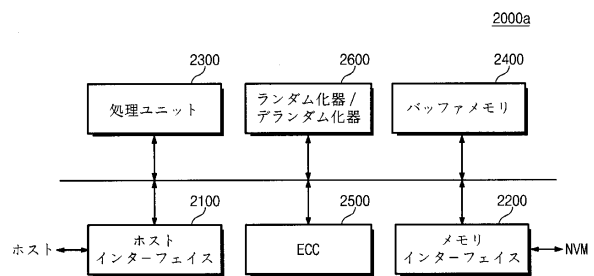 2000a
2300
2600
2400
処理ユニット
ランダム化器/
デランダム化器
バッファメモリ
2100
2500
2200
ホスト
ホスト
インターフェイス
ECC
メモリ
インターフェイス
NVM